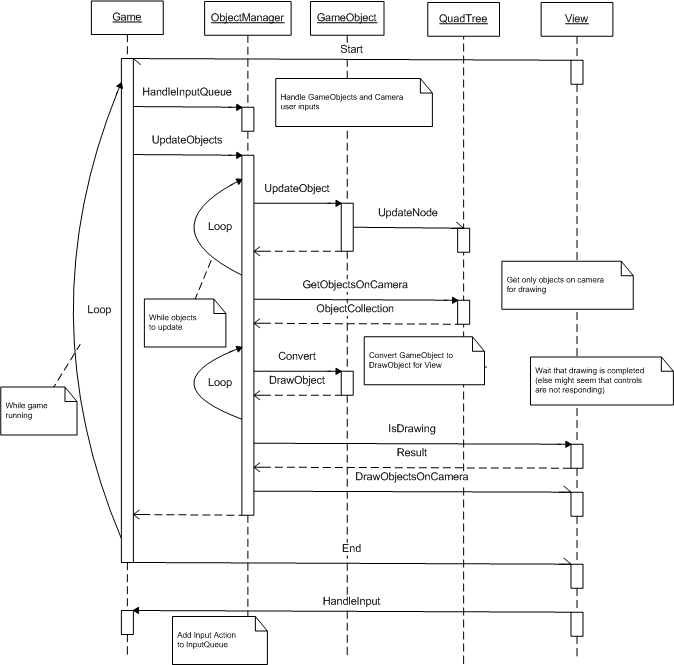 Game
ObjectManager
GameObject
QuadTree
View
Start
HandleInputQueue
Handle GameObjects and Camera
user inputs
UpdateObjects
UpdateObject
UpdateNode
Loop
Get only objects on camera
for drawing
GetObjectsOnCamera
ObjectCollection
Loop
While objects
to update
Convert
DrawObject
Loop
Convert GameObject to
DrawObject for View
Wait that drawing is completed
(else might seem that controls
are not responding)
While game
running
IsDrawing
Result
DrawObjectsOnCamera
End
HandleInput
Add Input Action
to InputQueue